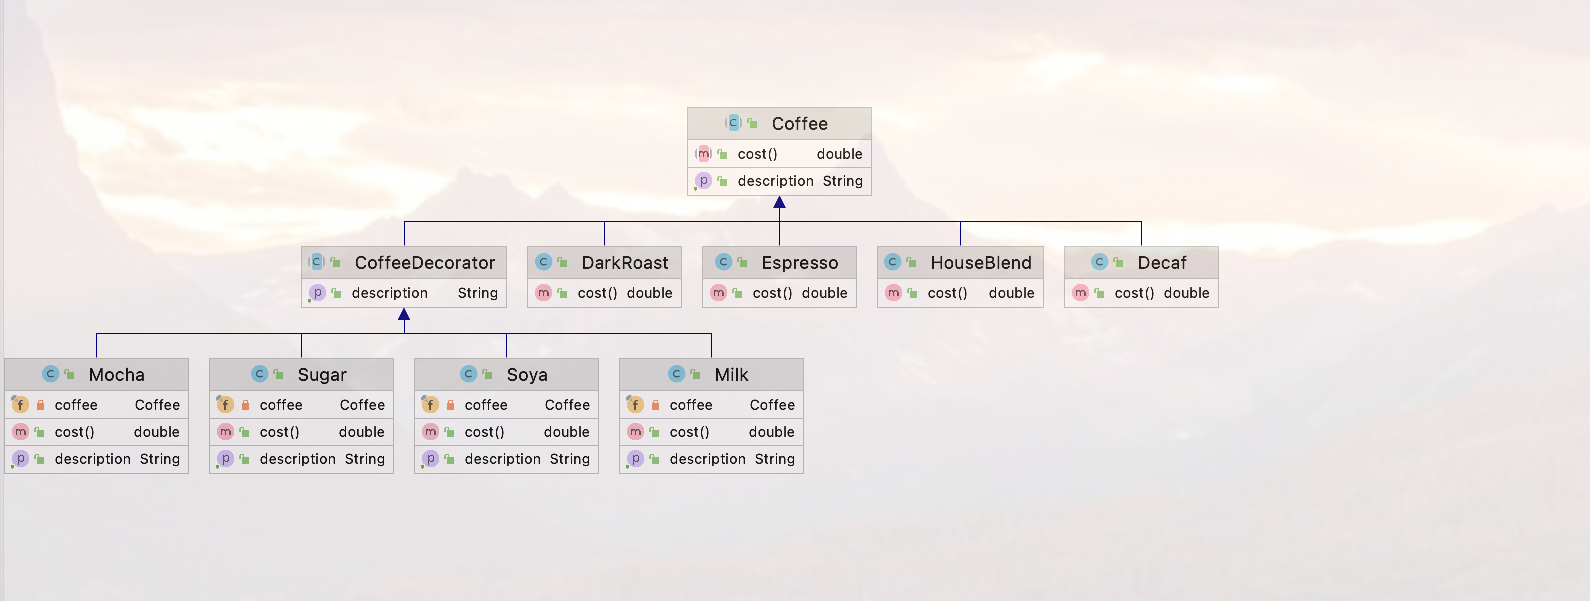 Coffee
cost() double
description String
CoffeeDecorator
description String
DarkRoast
cost() double
Espresso
cost() double
HouseBlend
cost() double
Decaf
cost() double
Mocha
coffee Coffee
cost() double
description String
Sugar
coffee Coffee
cost() double
description String
Soya
coffee Coffee
cost() double
description String
Milk
coffee Coffee
cost() double
description String